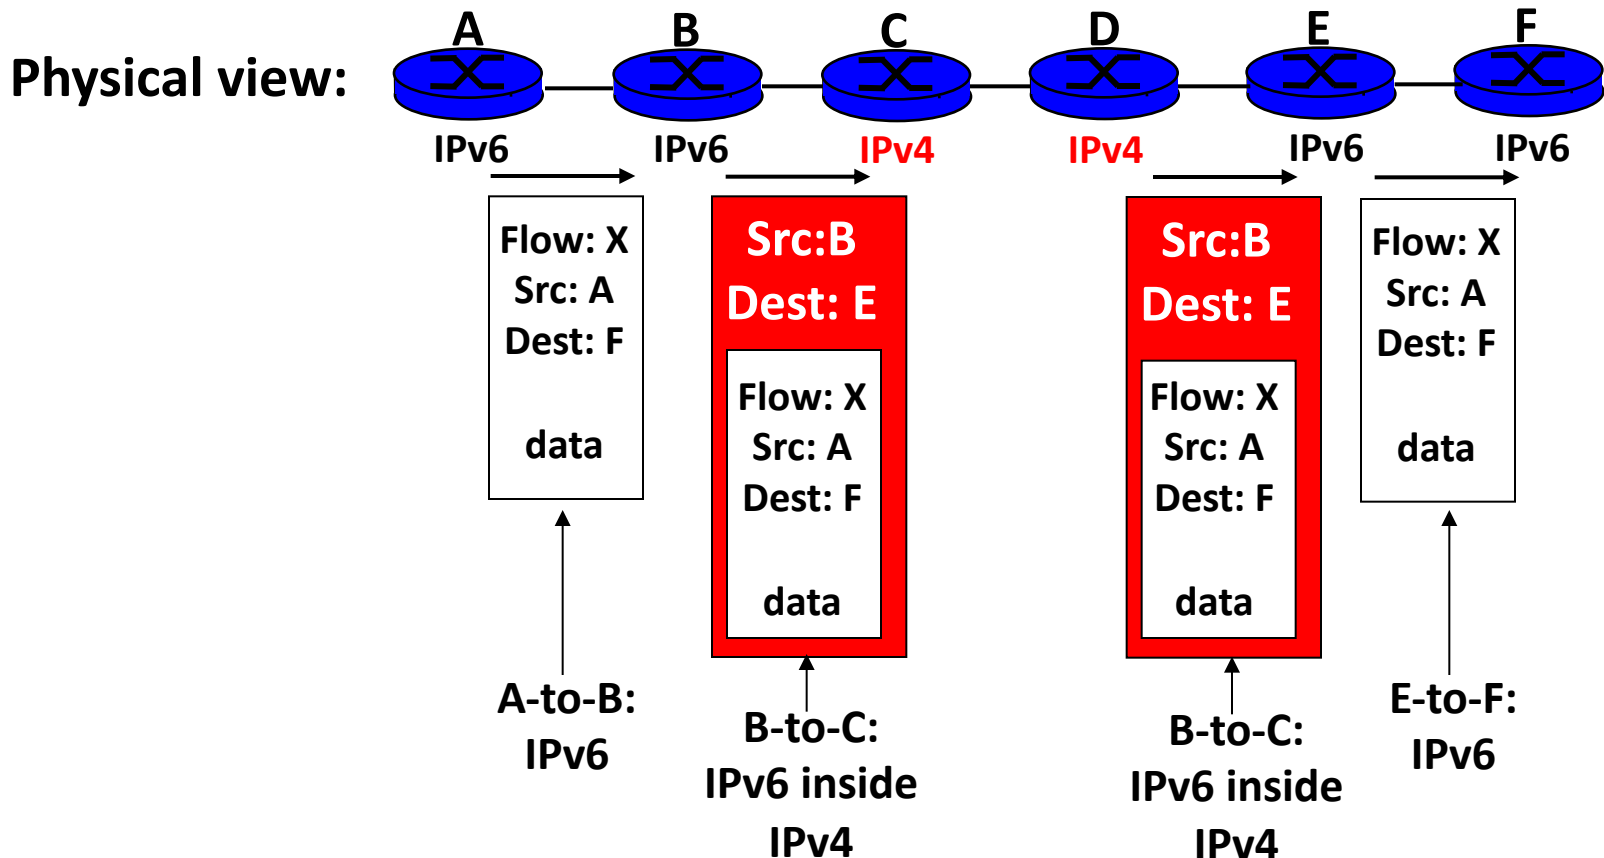 Physical view:
A
B
C
D
E
F
IPv6
IPv6
IPv4
IPv4
IPv6
IPv6
Flow: X
Src: A
Dest: F
data
Src:B
Dest: E
Flow: X
Src: A
Dest: F
data
Src:B
Dest: E
Flow: X
Src: A
Dest: F
data
Flow: X
Src: A
Dest: F
data
A-to-B:
IPv6
B-to-C:
IPv6 inside
IPv4
B-to-C:
IPv6 inside
IPv4
E-to-F:
IPv6